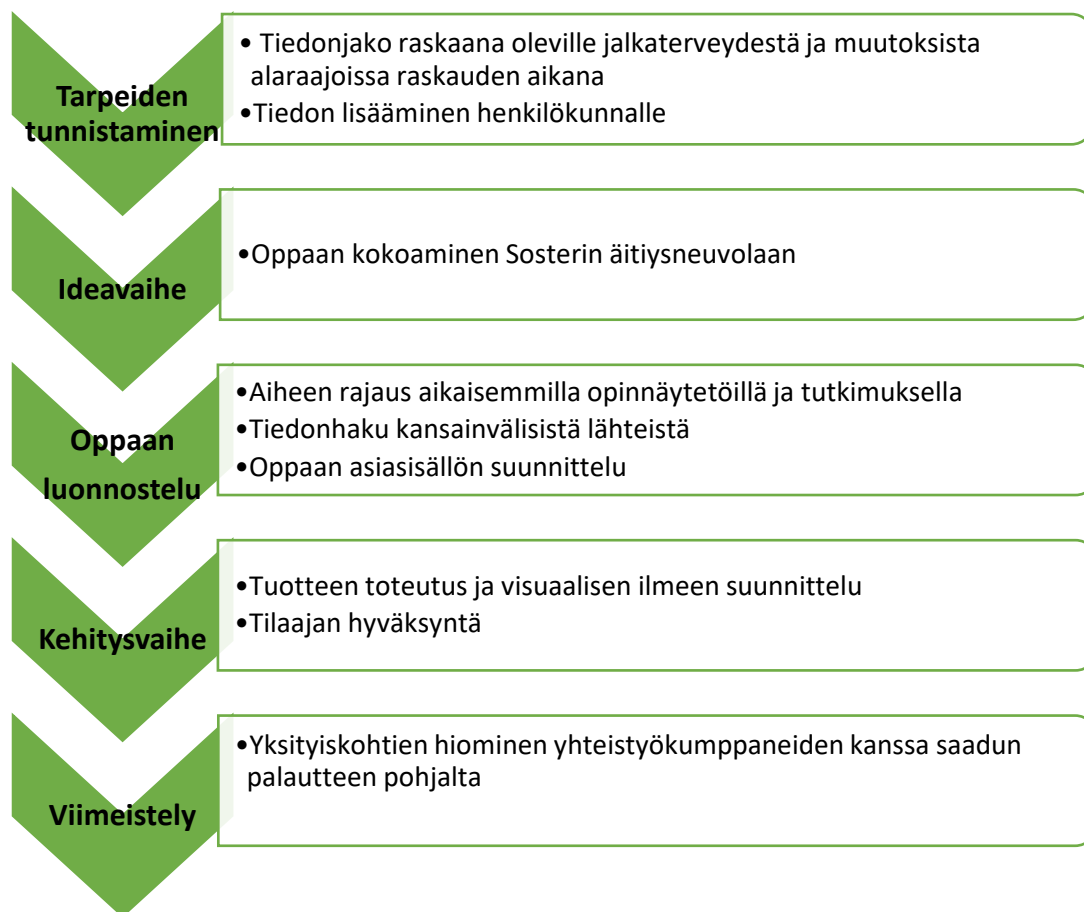 Tarpeiden
tunnistaminen
• Tiedonjako raskaana oleville jalkaterveydestä ja muutoksista
alaraajoissa raskauden aikana
•Tiedon lisääminen henkilökunnalle
Ideavaihe
•Oppaan kokoaminen Sosterin äitiysneuvolaan
Oppaan
luonnostelu
•Aiheen rajaus aikaisemmilla opinnäytetöillä ja tutkimuksella
•Tiedonhaku kansainvälisistä lähteistä
•Oppaan asiasisällön suunnittelu
Kehitysvaihe
•Tuotteen toteutus ja visuaalisen ilmeen suunnittelu
•Tilaajan hyväksyntä
Viimeistely
•Yksityiskohtien hiominen yhteistyökumppaneiden kanssa saadun
palautteen pohjalta